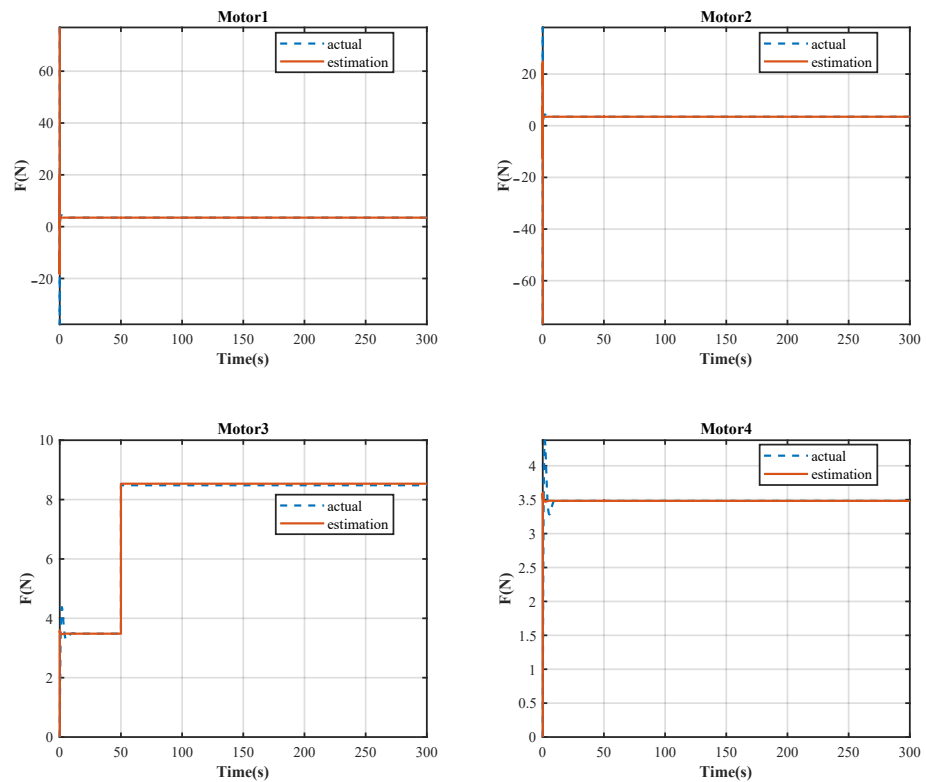 Motor1
actual
estimation
F(N)
60
40
20
0
−20
0 50 100 150 200 250 300
Time(s)
Motor2
actual
estimation
F(N)
20
0
−20
−40
−60
0 50 100 150 200 250 300
Time(s)
Motor3
actual
estimation
F(N)
10
8
6
4
2
0
0 50 100 150 200 250 300
Time(s)
Motor4
actual
estimation
F(N)
4
3.5
3
2.5
2
1.5
1
0.5
0
0 50 100 150 200 250 300
Time(s)